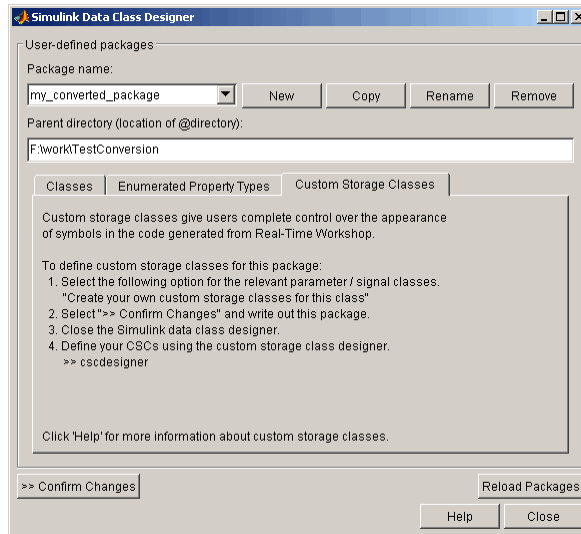 Simulink Data Class Designer
User-defined packages
Package name:
my_converted_package
New
Copy
Rename
Remove
Parent directory (location of @directory):
F:\work\TestConversion
Classes
Enumerated Property Types
Custom Storage Classes
Custom storage classes give users complete control over the appearance
of symbols in the code generated from Real-Time Workshop.
To define custom storage classes for this package:
1. Select the following option for the relevant parameter / signal classes.
"Create your own custom storage classes for this class"
2. Select ">> Confirm Changes" and write out this package.
3. Close the Simulink data class designer.
4. Define your CSCs using the custom storage class designer.
>> cscdesigner
Click 'Help' for more information about custom storage classes.
>> Confirm Changes
Reload Packages
Help
Close